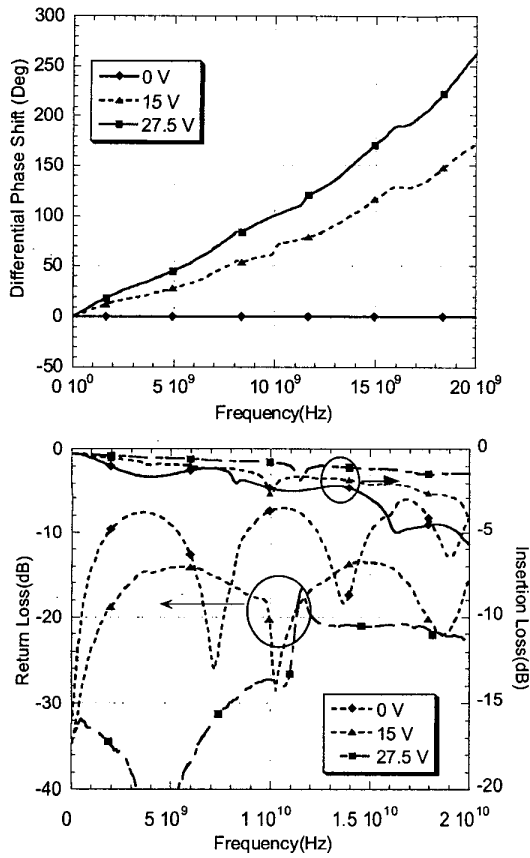 300
250
200
150
100
50
0
-50
Differential Phase Shift (Deg)
0 V
15 V
27.5 V
0 10⁰ 5 10⁹ 10 10⁹ 15 10⁹ 20 10⁹
Frequency(Hz)
0
-10
-20
-30
-40
Return Loss(dB)
0
-5
-10
-15
-20
Insertion Loss(dB)
0 V
15 V
27.5 V
0 5 10⁹ 1 10¹⁰ 1.5 10¹⁰ 2 10¹⁰
Frequency(Hz)